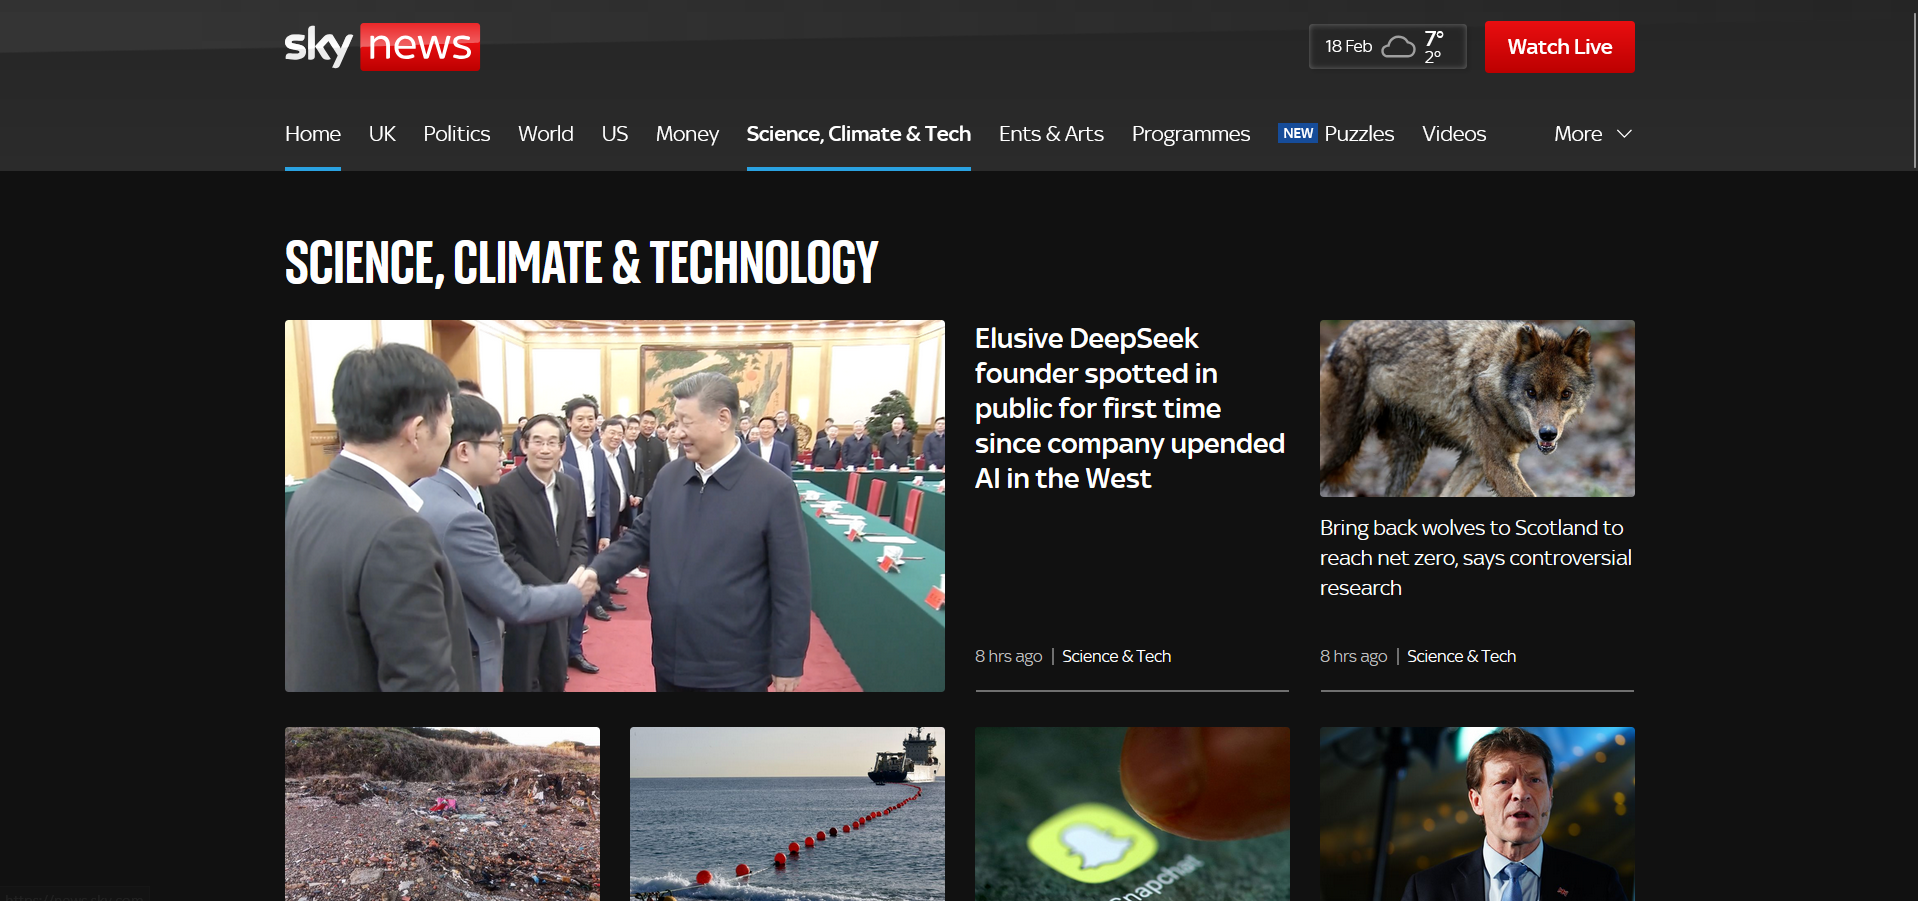 sky news
18 Feb 7° 2°
Watch Live
Home UK Politics World US Money Science, Climate & Tech Ents & Arts Programmes NEW Puzzles Videos More
SCIENCE, CLIMATE & TECHNOLOGY
Elusive DeepSeek
founder spotted in
public for first time
since company upended
AI in the West
8 hrs ago | Science & Tech
Bring back wolves to Scotland to
reach net zero, says controversial
research
8 hrs ago | Science & Tech
Snapchat